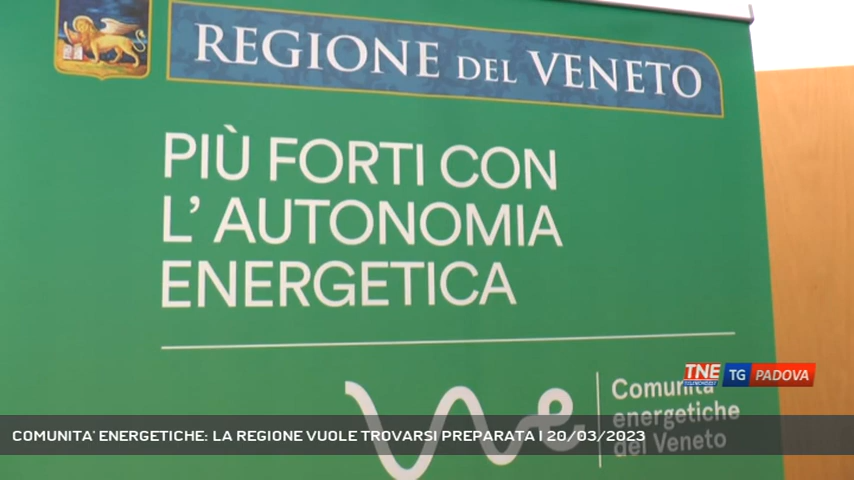 REGIONE DEL VENETO
PIÙ FORTI CON
L' AUTONOMIA
ENERGETICA
Comunità
energetiche
del Veneto
TNE TG PADOVA
COMUNITA' ENERGETICHE: LA REGIONE VUOLE TROVARSI PREPARATA | 20/03/2023